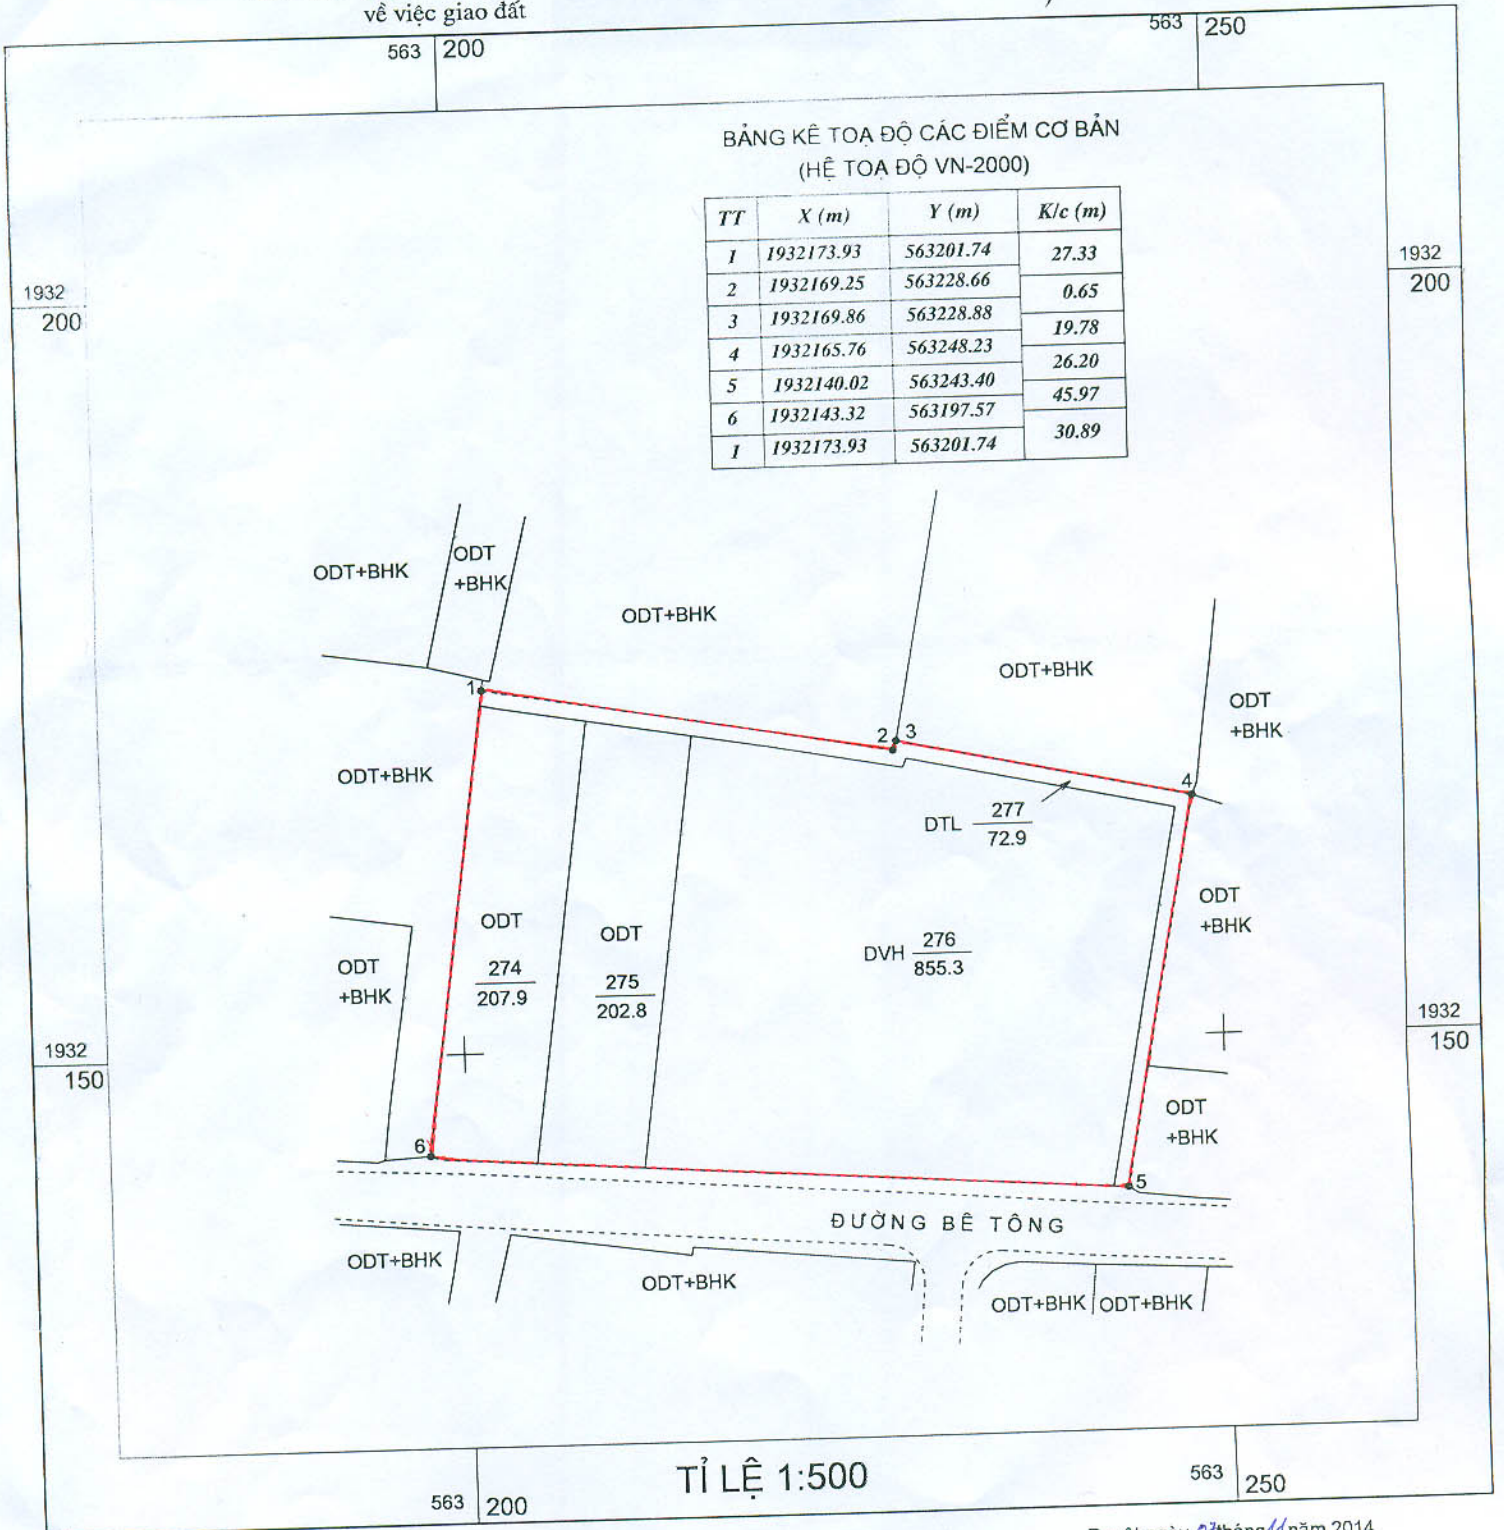 về việc giao đất
563 200
563 250
BẢNG KÊ TOẠ ĐỘ CÁC ĐIỂM CƠ BẢN
(HỆ TOẠ ĐỘ VN-2000)
TT X (m) Y (m) K/c (m)
1 1932173.93 563201.74 27.33
2 1932169.25 563228.66 0.65
3 1932169.86 563228.88 19.78
4 1932165.76 563248.23 26.20
5 1932140.02 563243.40 45.97
6 1932143.32 563197.57 30.89
1 1932173.93 563201.74
1932
200
1932
200
ODT+BHK
ODT
+BHK
ODT+BHK
ODT+BHK
ODT
+BHK
1
2 3
4
ODT+BHK
DTL 277
72.9
ODT
+BHK
ODT
274
207.9
ODT
275
202.8
DVH 276
855.3
ODT
+BHK
1932
150
1932
150
ODT
+BHK
6
5
ĐƯỜNG BÊ TÔNG
ODT+BHK
ODT+BHK
ODT+BHK
ODT+BHK
TỈ LỆ 1:500
563 200
563 250
năm 2014